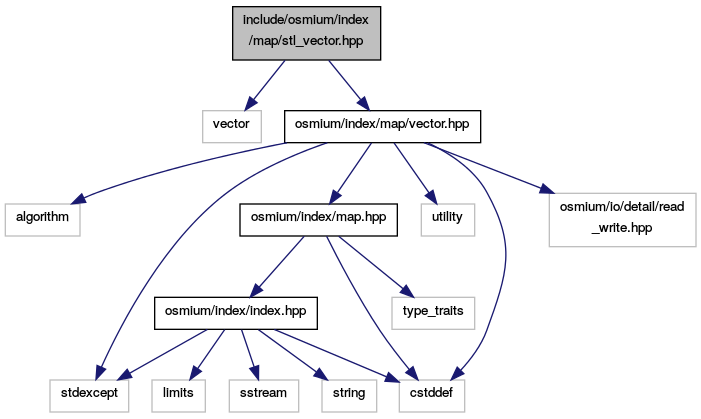 include/osmium/index
/map/stl_vector.hpp
vector
osmium/index/map/vector.hpp
algorithm
osmium/index/map.hpp
utility
osmium/io/detail/read
_write.hpp
osmium/index/index.hpp
type_traits
stdexcept
limits
sstream
string
cstddef